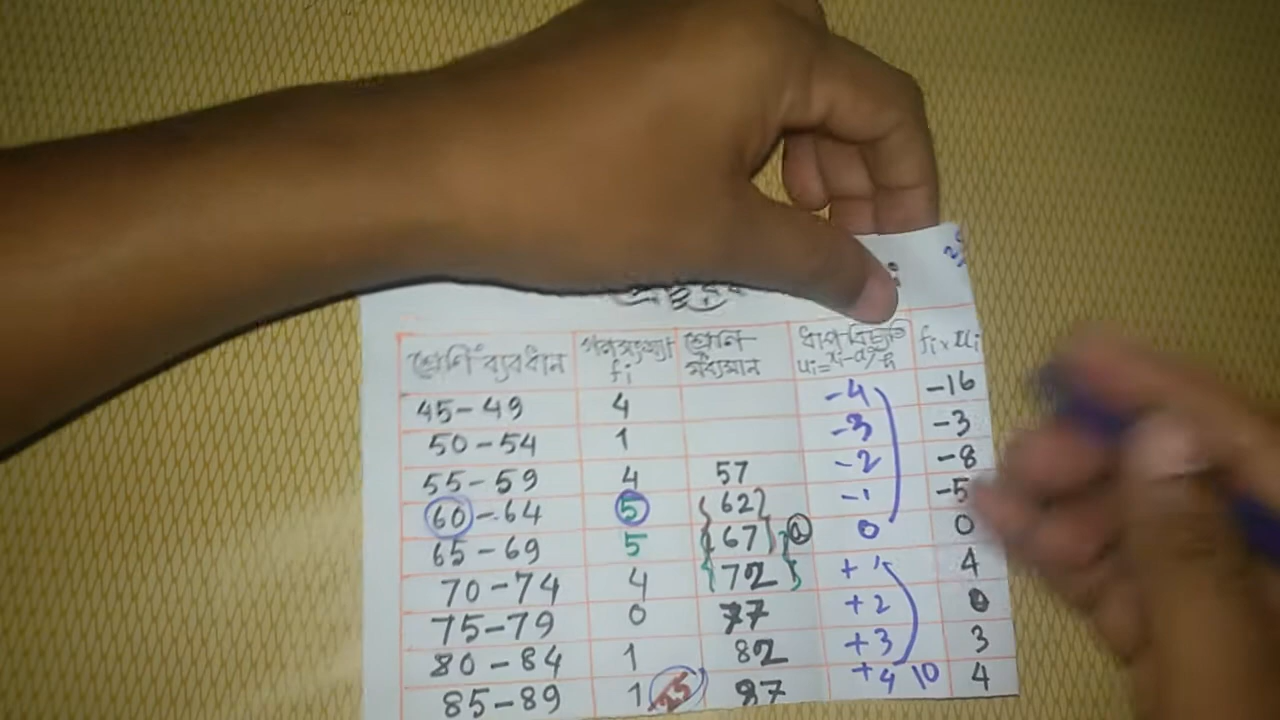 শ্রেণি ব্যবধান গণসংখ্যা fi শ্রেণি মধ্যমান ধাপ বিচ্যুতি ui = xi-a/h fi x ui
45-49 4 -4 -16
50-54 1 -3 -3
55-59 4 57 -2 -8
60-64 5 62 -1 -5
65-69 5 67 a 0 0
70-74 4 72 +1 4
75-79 0 77 +2 0
80-84 1 82 +3 3
85-89 1 25 87 +4 10 4